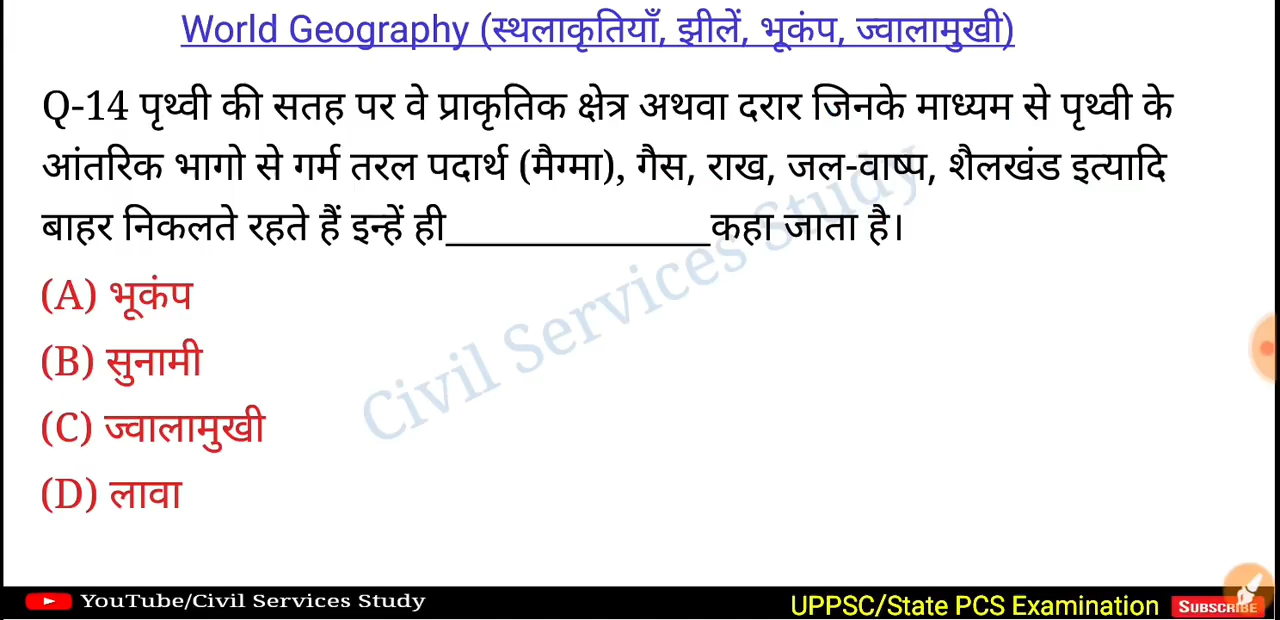 World Geography (स्थलाकृतियाँ, झीलें, भूकंप, ज्वालामुखी)
Q-14 पृथ्वी की सतह पर वे प्राकृतिक क्षेत्र अथवा दरार जिनके माध्यम से पृथ्वी के
आंतरिक भागो से गर्म तरल पदार्थ (मैग्मा), गैस, राख, जल-वाष्प, शैलखंड इत्यादि
बाहर निकलते रहते हैं इन्हें ही______________कहा जाता है।
(A) भूकंप
(B) सुनामी
(C) ज्वालामुखी
(D) लावा
Civil Services Study
YouTube/Civil Services Study
UPPSC/State PCS Examination
SUBSCRIBE